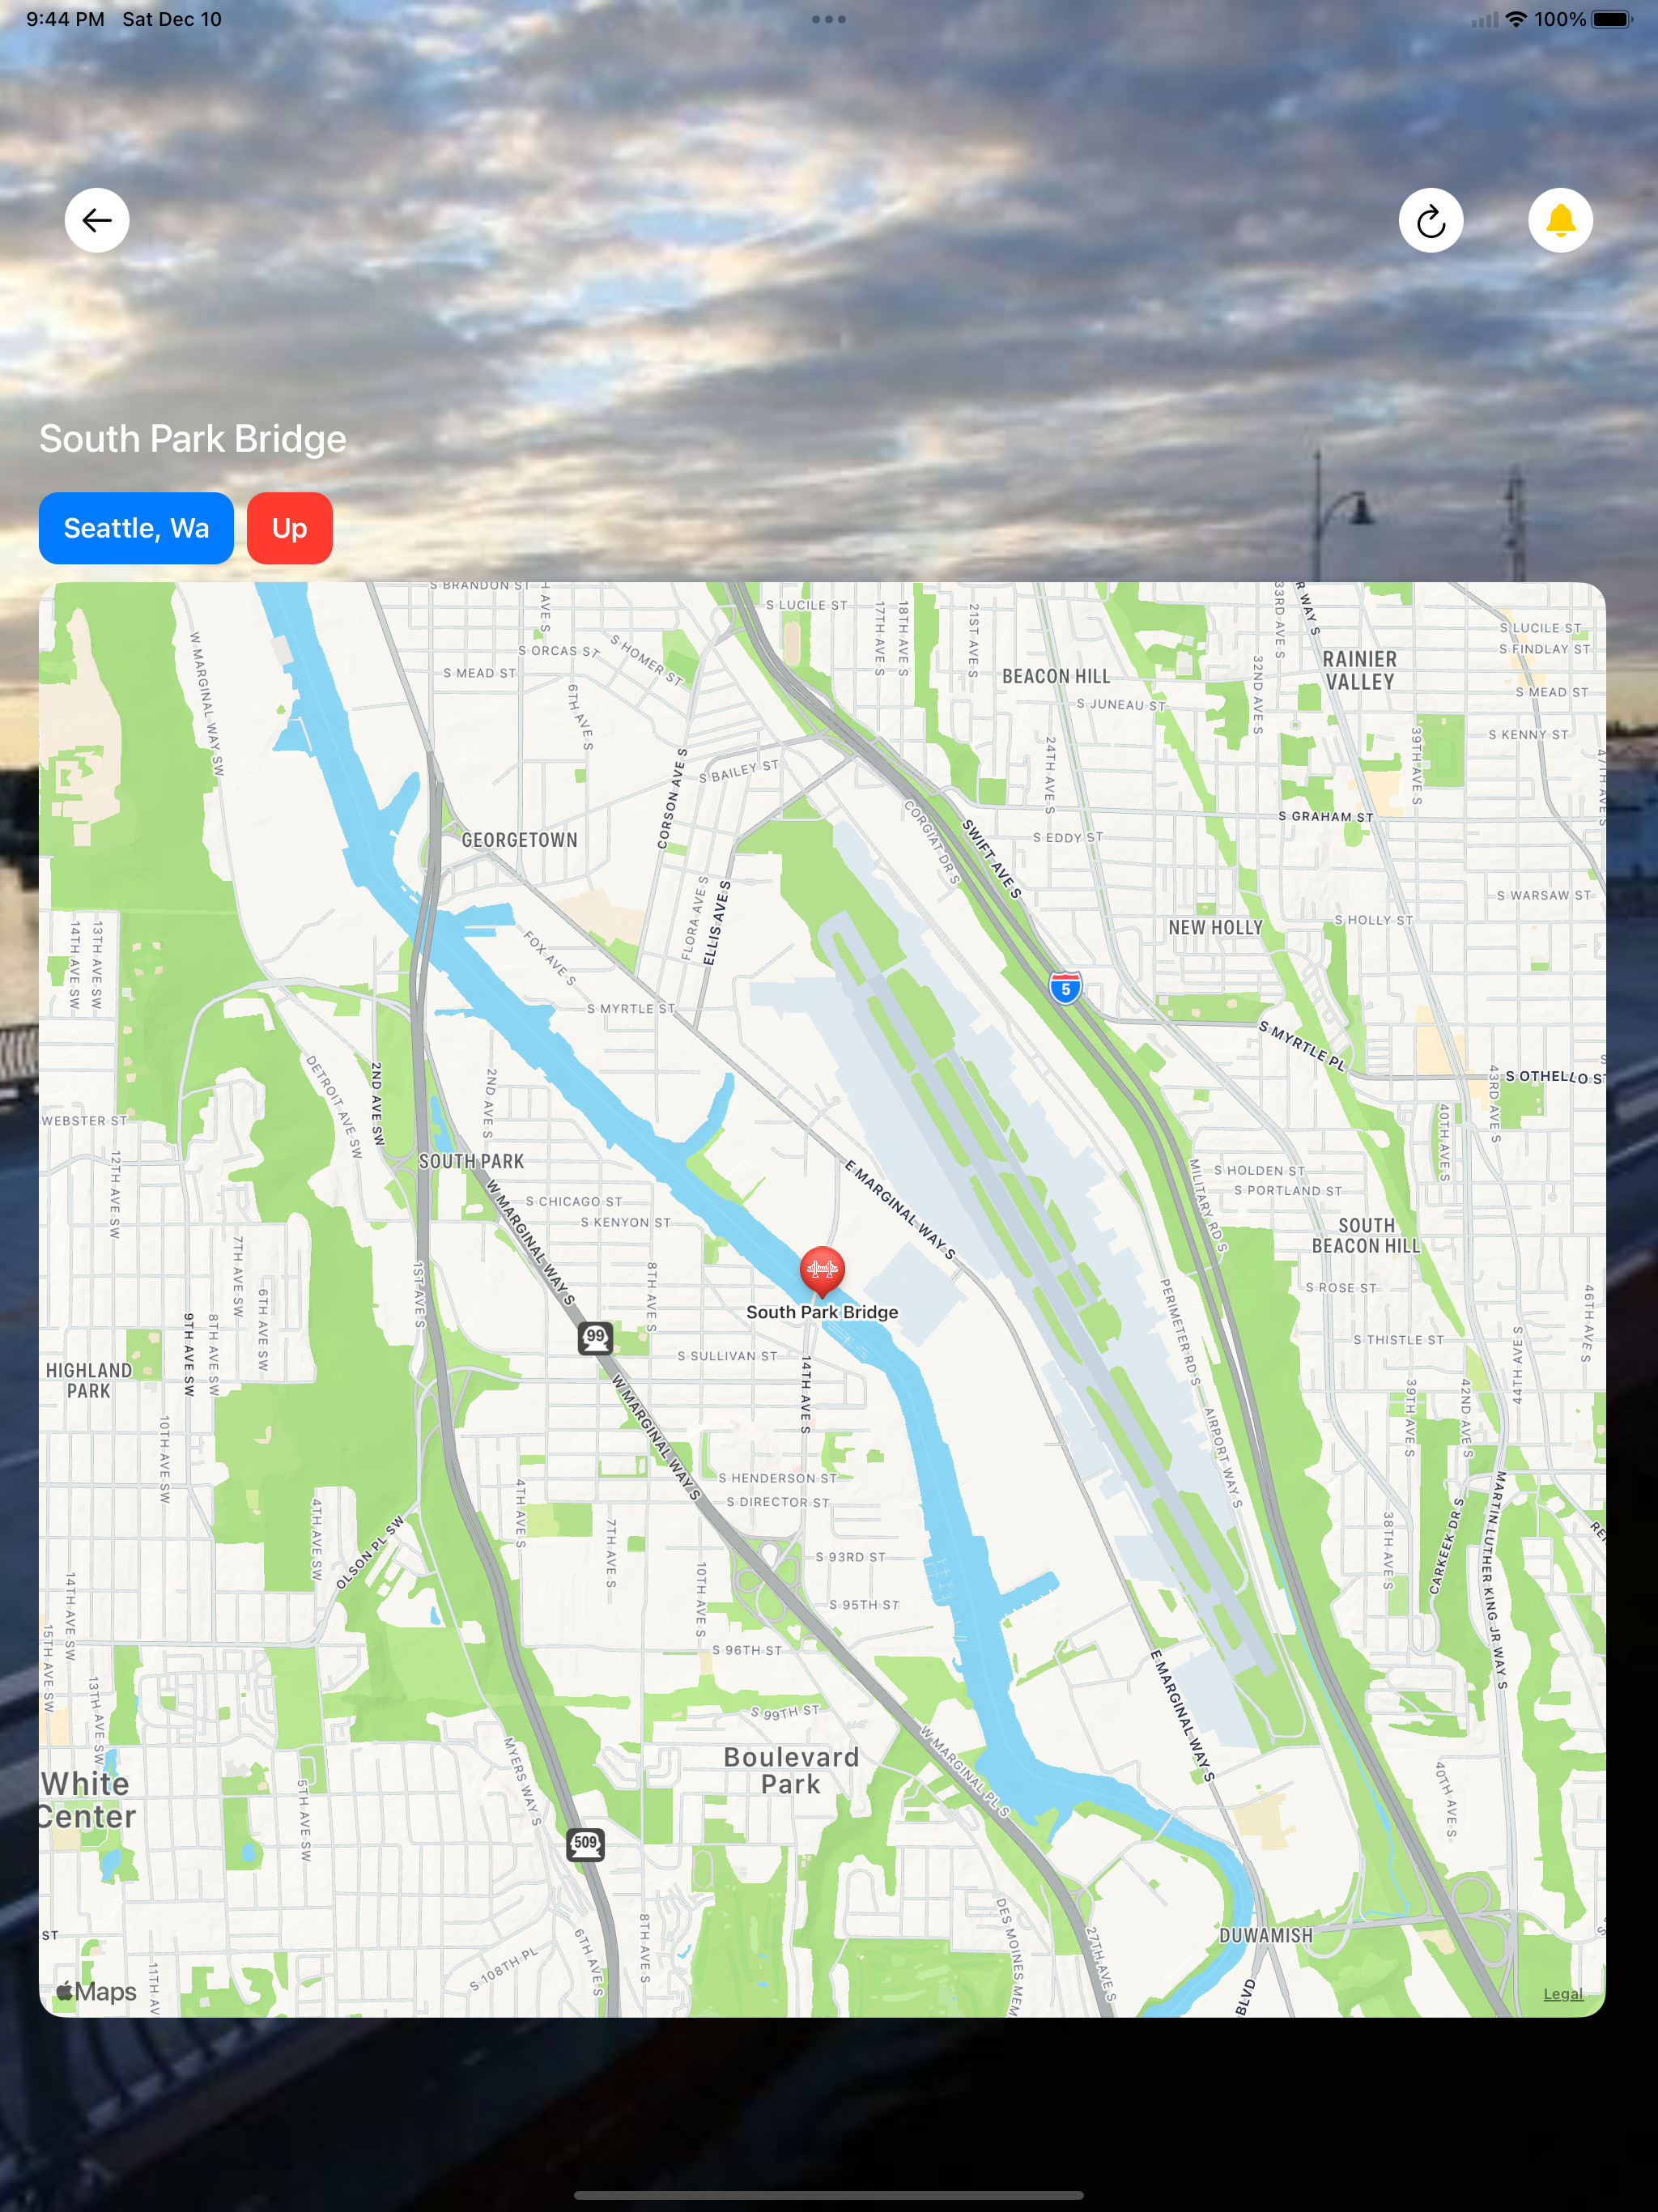 9:44 PM Sat Dec 10
100%
South Park Bridge
Seattle, Wa
Up
S BRANDON ST
S LUCILE ST
17TH AVE S
18TH AVE S
21ST AVE S
33RD AVE S
S LUCILE ST
S FINDLAY ST
W MARGINAL WAY SW
S ORCAS ST
S HOMER ST
S MEAD ST
6TH AVE S
BEACON HILL
RAINIER
VALLEY
32ND AVE S
S MEAD ST
S JUNEAU ST
S KENNY ST
39TH AVE S
24TH AVE S
S BAILEY ST
CORSON AVE S
GEORGETOWN
CORGIAT DR S
SWIFT AVE S
S EDDY ST
S GRAHAM ST
S WARSAW ST
S HOLLY ST
NEW HOLLY
FLORA AVE S
ELLIS AVE S
14TH AVE SW
13TH AVE SW
FOX AVE S
5
S MYRTLE ST
S MYRTLE PL
S OTHELLO ST
DETROIT AVE SW
2ND AVE SW
2ND AVE S
43RD AVE S
40TH AVE S
WEBSTER ST
12TH AVE SW
SOUTH PARK
E MARGINAL WAY S
MILITARY RD S
S HOLDEN ST
S PORTLAND ST
S CHICAGO ST
S KENYON ST
W MARGINAL WAY S
SOUTH
BEACON HILL
7TH AVE SW
1ST AVE S
8TH AVE S
PERIMETER RD S
S ROSE ST
46TH AVE S
6TH AVE SW
9TH AVE SW
8TH AVE SW
South Park Bridge
99
S THISTLE ST
44TH AVE S
S SULLIVAN ST
14TH AVE S
HIGHLAND
PARK
39TH AVE S
42ND AVE S
10TH AVE SW
W MARGINAL WAY S
AIRPORT WAY S
S HENDERSON ST
S DIRECTOR ST
4TH AVE S
4TH AVE SW
OLSON PL SW
7TH AVE S
38TH AVE S
CARKEEK DR S
MARTIN LUTHER KING JR WAY S
14TH AVE SW
10TH AVE S
S 93RD ST
S 95TH ST
S 96TH ST
15TH AVE SW
13TH AVE SW
E MARGINAL WAY S
S 99TH ST
W MARGINAL PL S
Boulevard
Park
White
Center
5TH AVE SW
MYERS WAY S
40TH AVE S
509
DES MOINES MEM
27TH AVE S
DUWAMISH
8TH AVE S
6TH AVE S
S 108TH PL
ST
11TH AV
BLVD
Maps
Legal